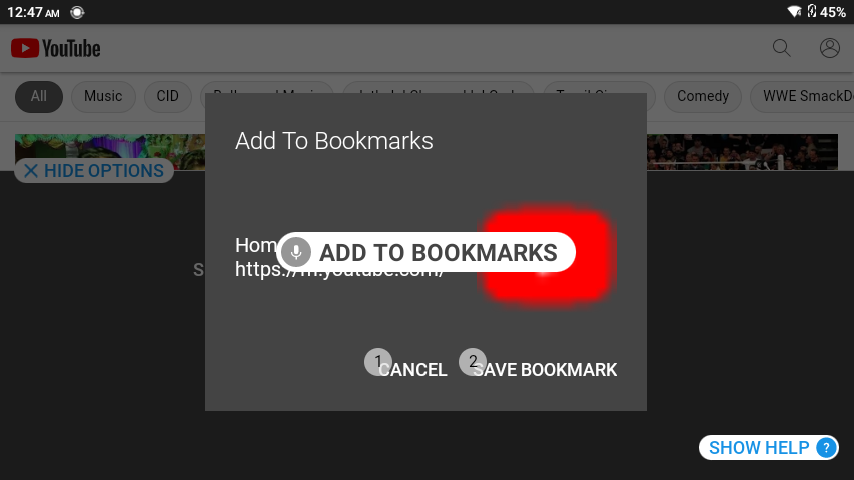 12:47 AM
45%
YouTube
All
Music
CID
Comedy
WWE SmackD
HIDE OPTIONS
Add To Bookmarks
Hom
ADD TO BOOKMARKS
https://m.youtube.com/
S
1
CANCEL
2
SAVE BOOKMARK
SHOW HELP ?